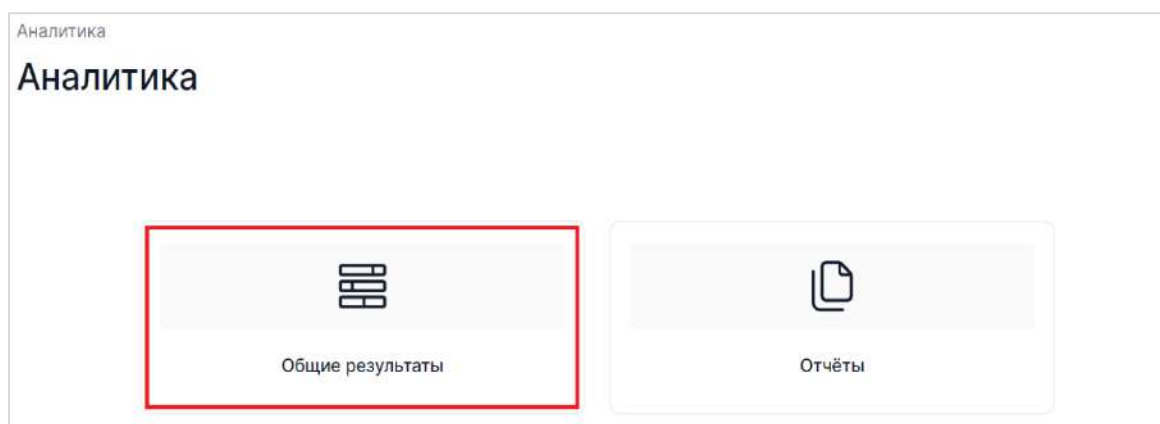 Аналитика
Аналитика
Общие результаты
Отчёты